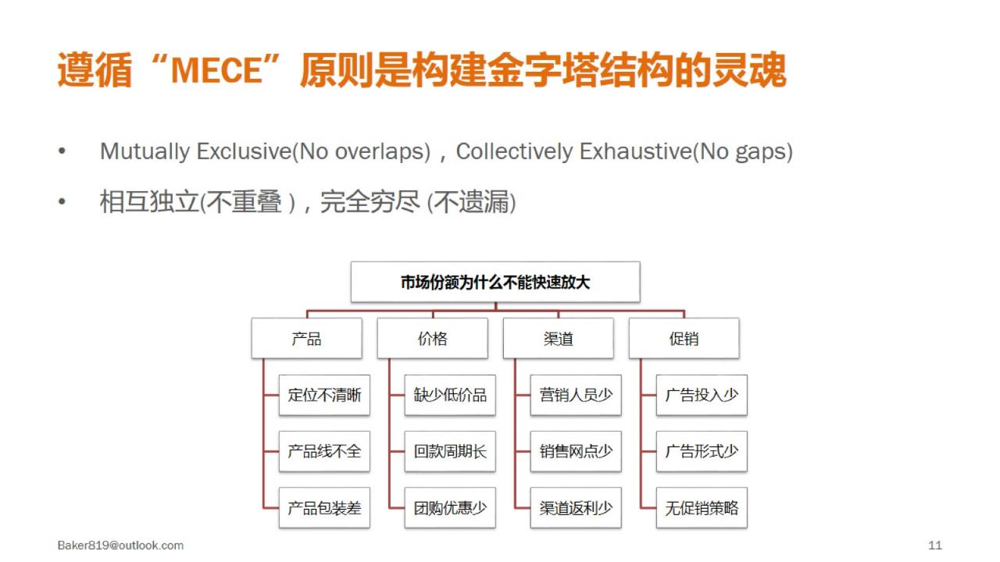 遵循“MECE”原则是构建金字塔结构的灵魂
• Mutually Exclusive(No overlaps)，Collectively Exhaustive(No gaps)
• 相互独立(不重叠 )，完全穷尽 (不遗漏)
市场份额为什么不能快速放大
产品
价格
渠道
促销
定位不清晰
缺少低价品
营销人员少
广告投入少
产品线不全
回款周期长
销售网点少
广告形式少
产品包装差
团购优惠少
渠道返利少
无促销策略
Baker819@outlook.com
11